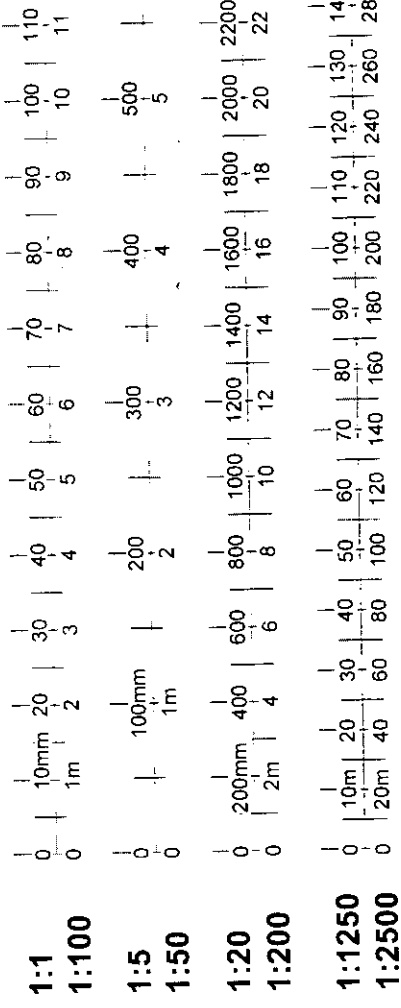 1:1 0 10mm 20 30 40 50 60 70 80 90 100 110
1:100 0 1m 2 3 4 5 6 7 8 9 10 11
1:5 0 100mm 200 300 400 500
1:50 0 1m 2 3 4 5
1:20 0 200mm 400 600 800 1000 1200 1400 1600 1800 2000 2200
1:200 0 2m 4 6 8 10 12 14 16 18 20 22
1:1250 0 10m 20 30 40 50 60 70 80 90 100 110 120 130 14
1:2500 0 20m 40 60 80 100 120 140 160 180 200 220 240 260 28